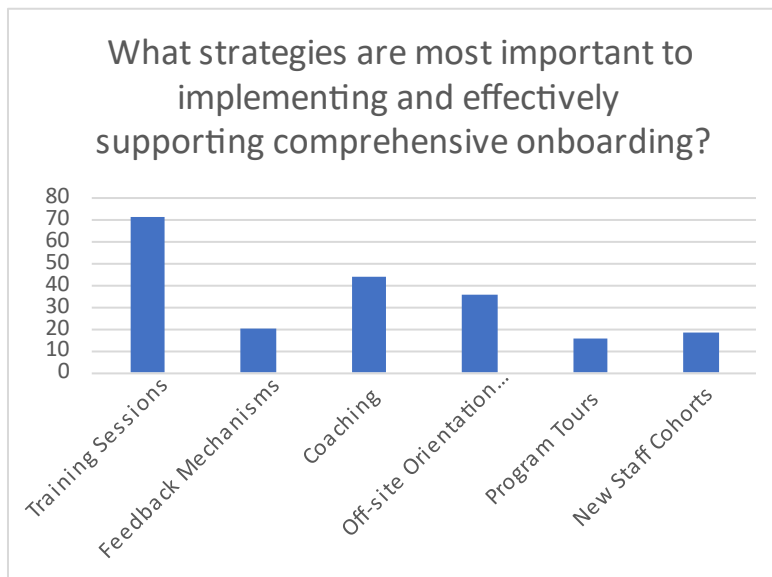 What strategies are most important to
implementing and effectively
supporting comprehensive onboarding?
80
70
60
50
40
30
20
10
0
Training Sessions
Feedback Mechanisms
Coaching
Off-site Orientation...
Program Tours
New Staff Cohorts